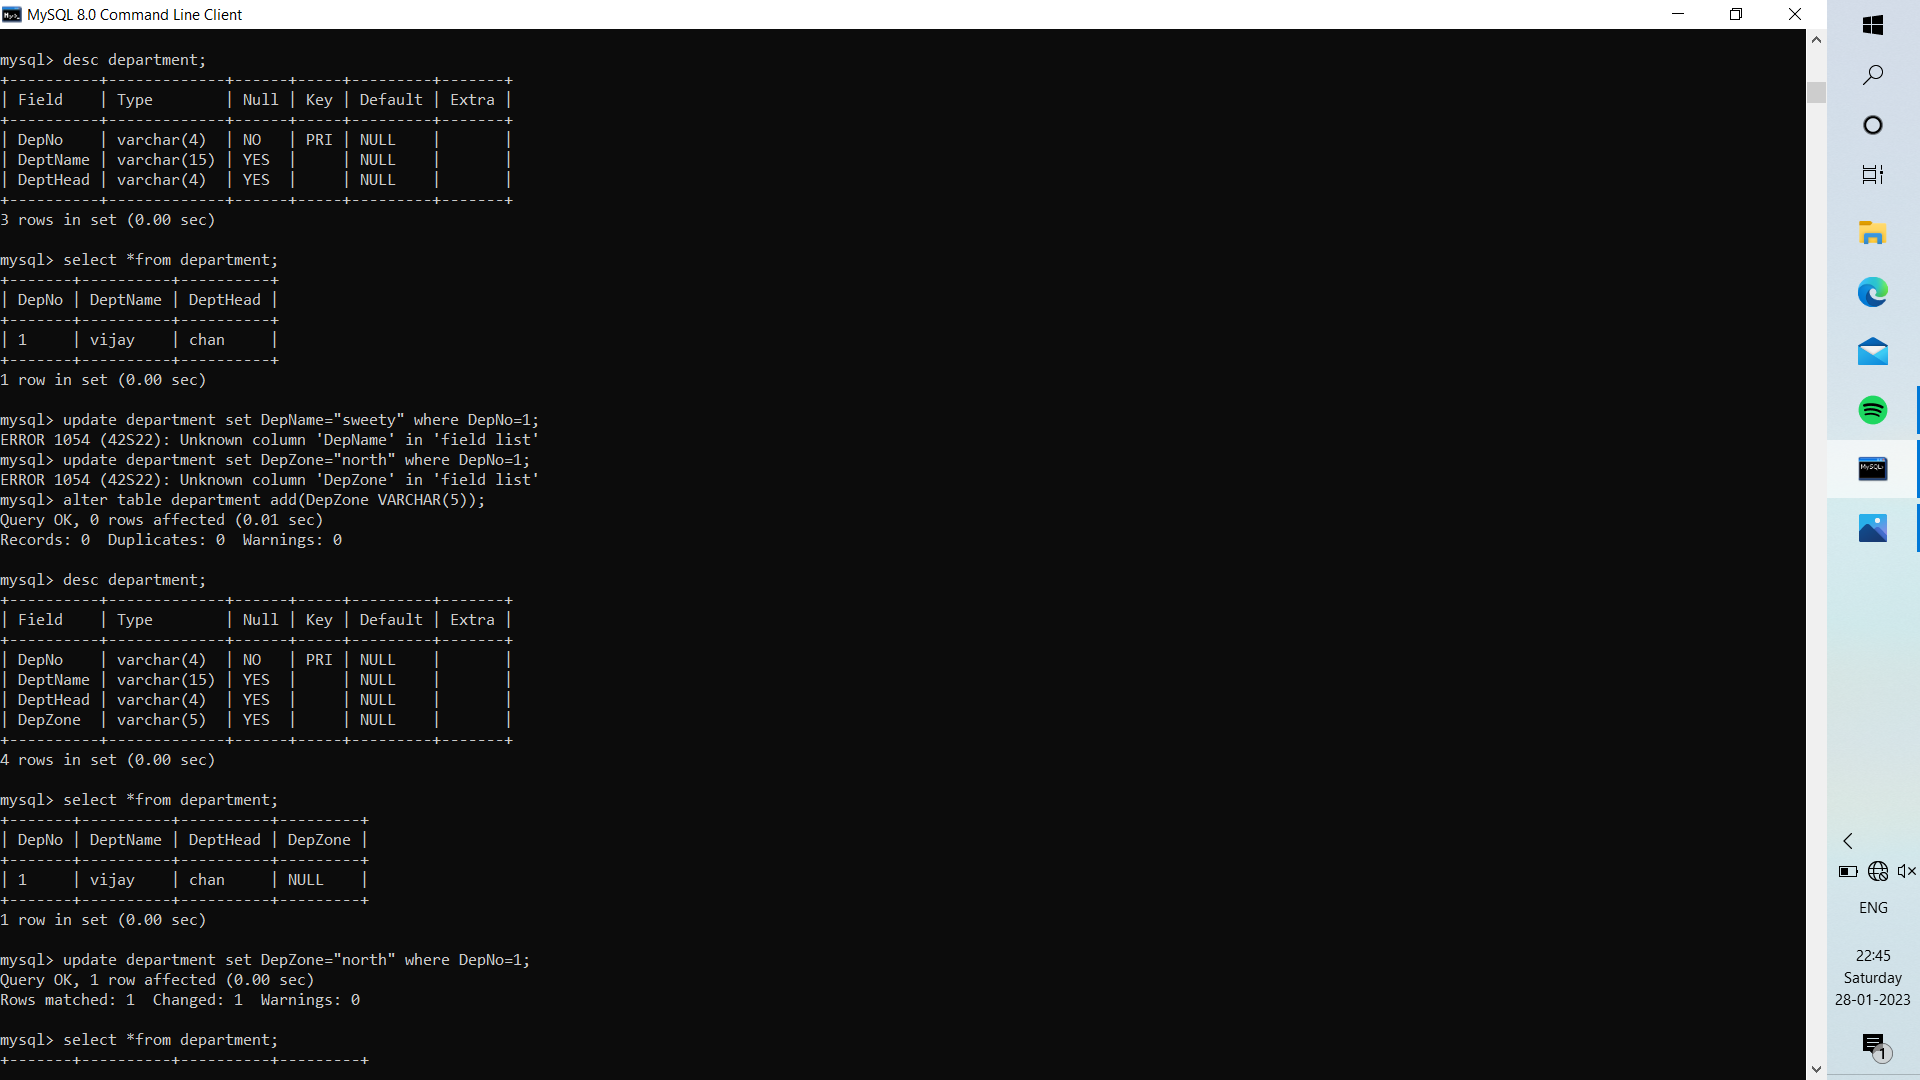 MySQL 8.0 Command Line Client
mysql> desc department;
+----------+-------------+------+-----+---------+-------+
| Field    | Type        | Null | Key | Default | Extra |
+----------+-------------+------+-----+---------+-------+
| DepNo    | varchar(4)  | NO   | PRI | NULL    |       |
| DeptName | varchar(15) | YES  |     | NULL    |       |
| DeptHead | varchar(4)  | YES  |     | NULL    |       |
+----------+-------------+------+-----+---------+-------+
3 rows in set (0.00 sec)
mysql> select *from department;
+-------+----------+----------+
| DepNo | DeptName | DeptHead |
+-------+----------+----------+
| 1     | vijay    | chan     |
+-------+----------+----------+
1 row in set (0.00 sec)
mysql> update department set DepName="sweety" where DepNo=1;
ERROR 1054 (42S22): Unknown column 'DepName' in 'field list'
mysql> update department set DepZone="north" where DepNo=1;
ERROR 1054 (42S22): Unknown column 'DepZone' in 'field list'
mysql> alter table department add(DepZone VARCHAR(5));
Query OK, 0 rows affected (0.01 sec)
Records: 0  Duplicates: 0  Warnings: 0
mysql> desc department;
+----------+-------------+------+-----+---------+-------+
| Field    | Type        | Null | Key | Default | Extra |
+----------+-------------+------+-----+---------+-------+
| DepNo    | varchar(4)  | NO   | PRI | NULL    |       |
| DeptName | varchar(15) | YES  |     | NULL    |       |
| DeptHead | varchar(4)  | YES  |     | NULL    |       |
| DepZone  | varchar(5)  | YES  |     | NULL    |       |
+----------+-------------+------+-----+---------+-------+
4 rows in set (0.00 sec)
mysql> select *from department;
+-------+----------+----------+---------+
| DepNo | DeptName | DeptHead | DepZone |
+-------+----------+----------+---------+
| 1     | vijay    | chan     | NULL    |
+-------+----------+----------+---------+
1 row in set (0.00 sec)
mysql> update department set DepZone="north" where DepNo=1;
Query OK, 1 row affected (0.00 sec)
Rows matched: 1  Changed: 1  Warnings: 0
mysql> select *from department;
+-------+----------+----------+---------+
MySQL>
ENG
22:45
Saturday
28-01-2023
1